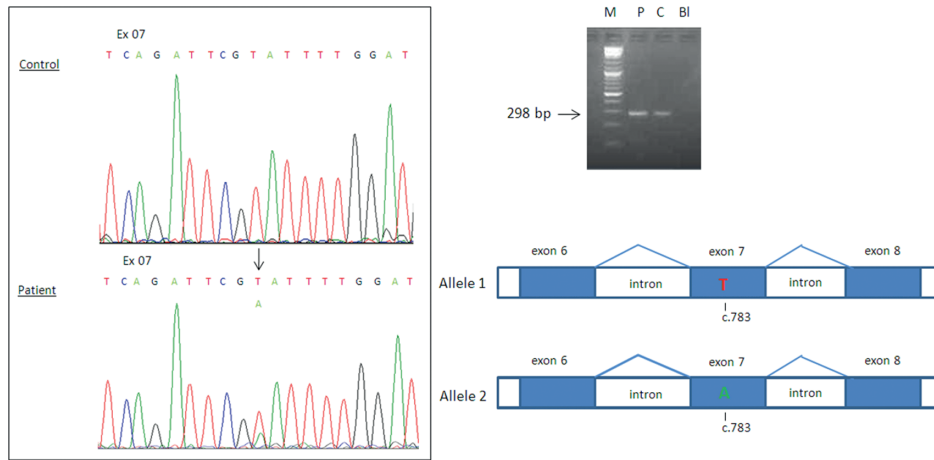 Ex 07
T C A G A T T C G T A T T T T G G A T
Control
Ex 07
T C A G A T T C G T A T T T T G G A T
A
Patient
M P C Bl
298 bp
exon 6 exon 7 exon 8
Allele 1 intron T intron
c.783
exon 6 exon 7 exon 8
Allele 2 intron A intron
c.783